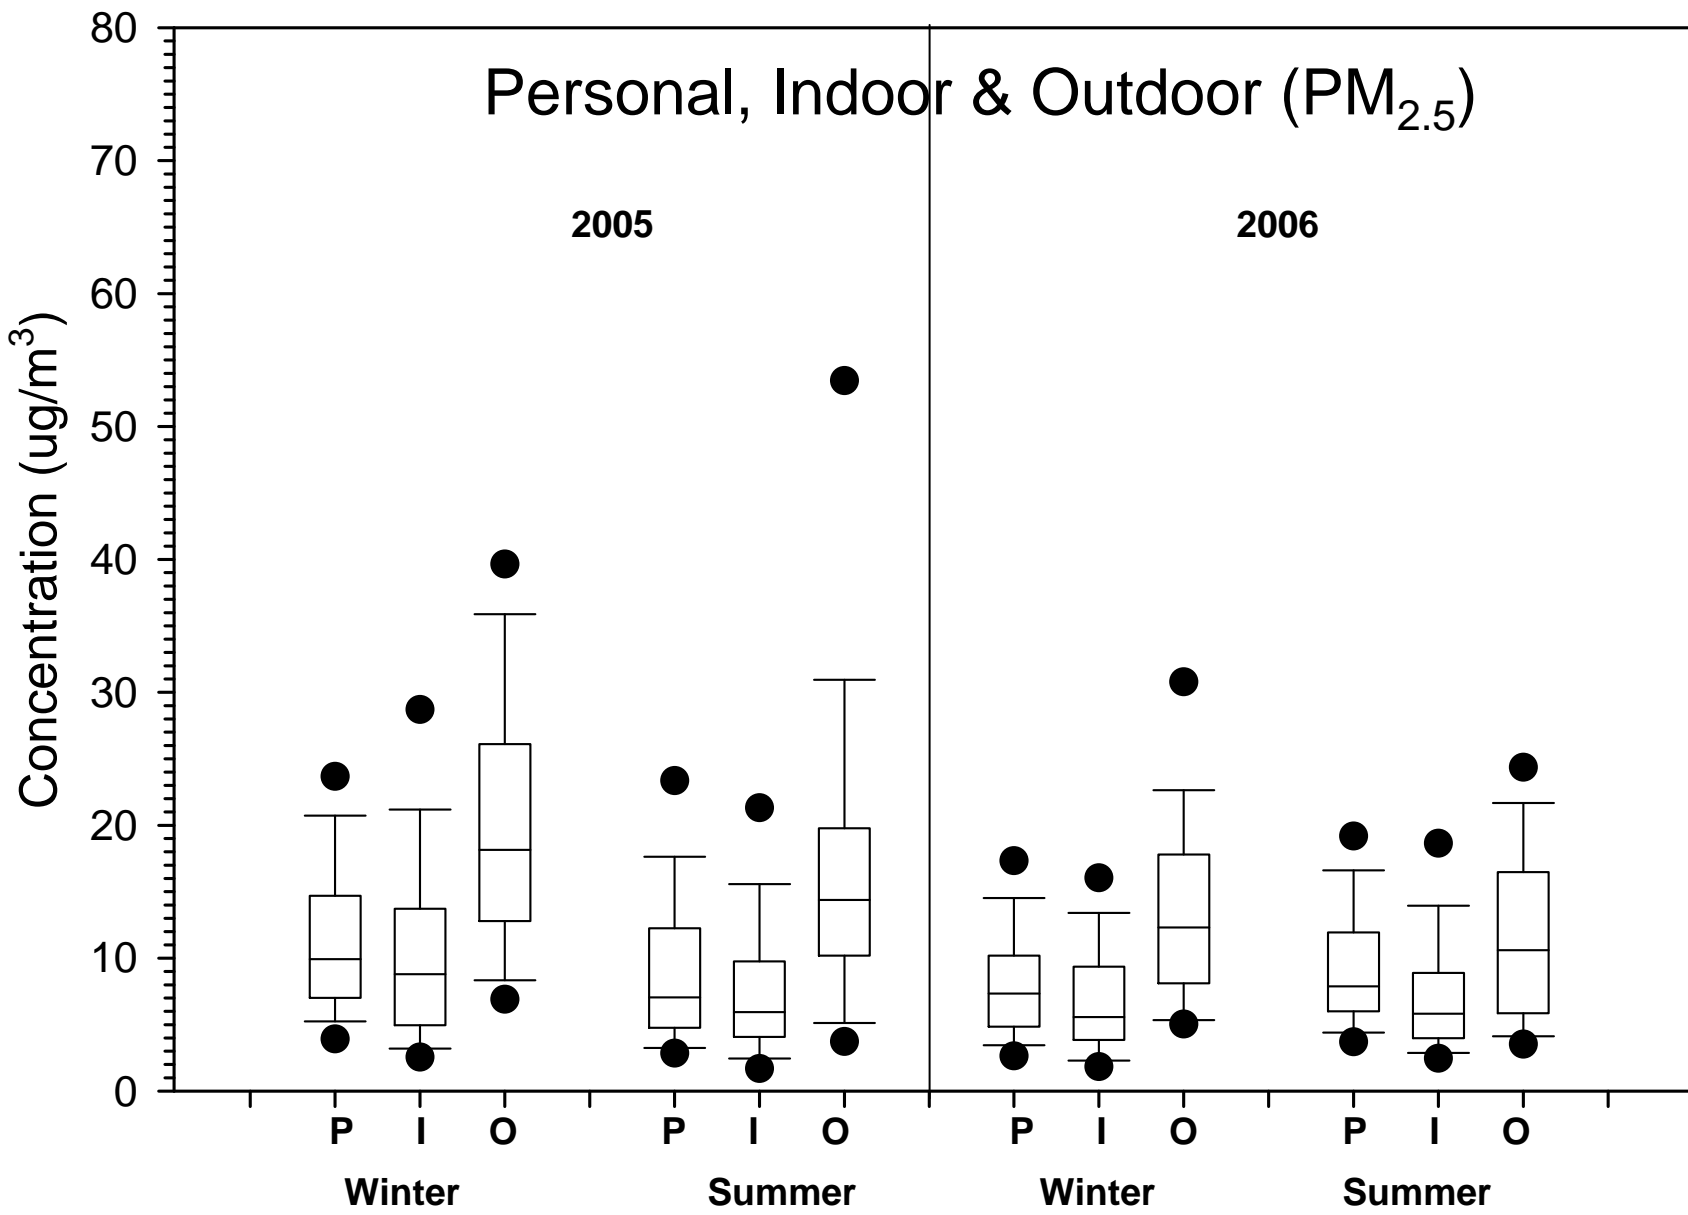 Personal, Indoor & Outdoor (PM2.5)
2005 2006
Concentration (ug/m3)
80
70
60
50
40
30
20
10
0
P I O P I O P I O P I O
Winter Summer Winter Summer